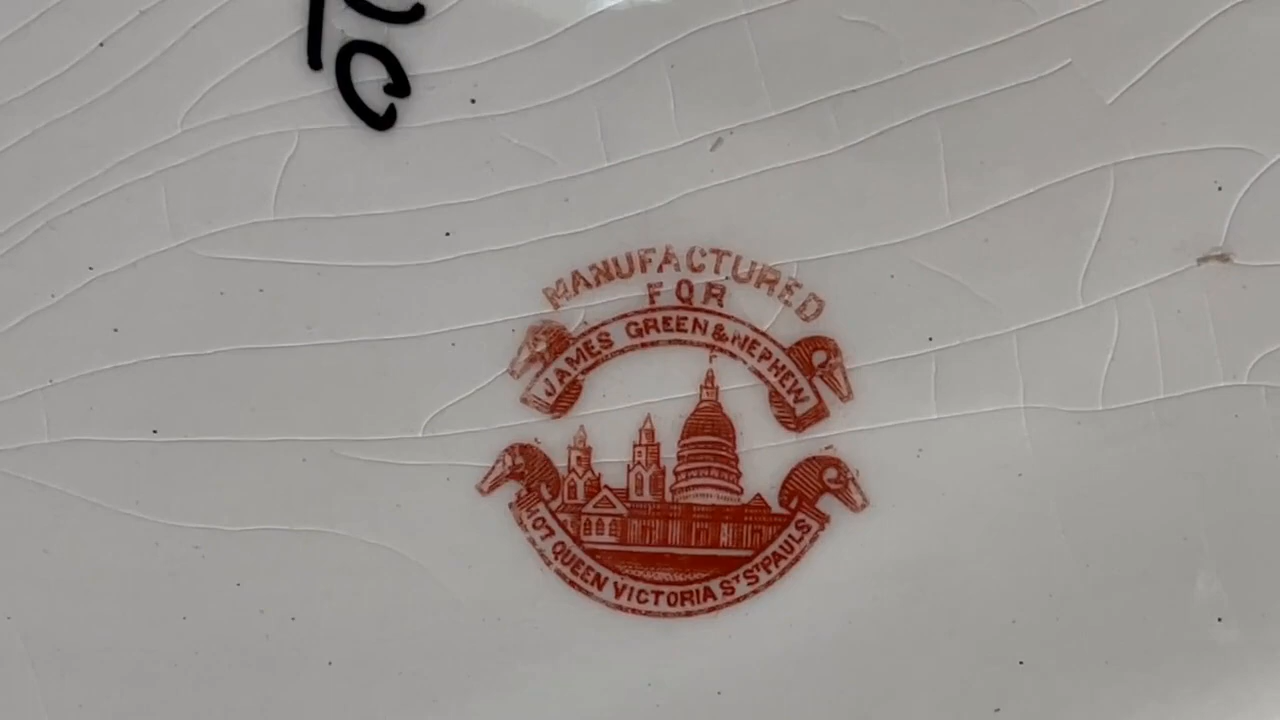 MANUFACTURED
FOR
JAMES GREEN & NEPHEW
107 QUEEN VICTORIA ST ST PAULS